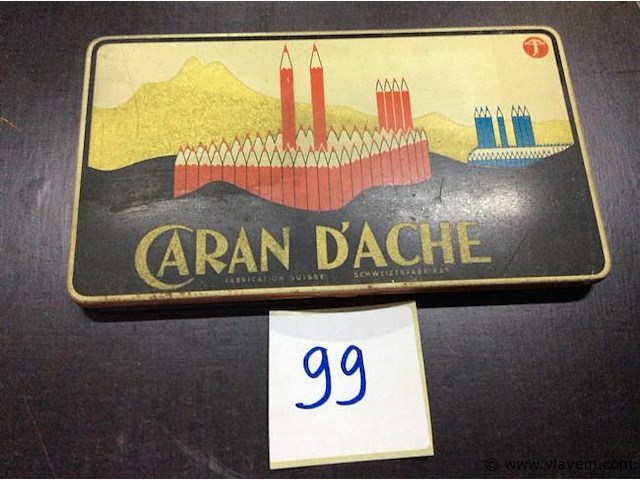 CARAN D'ACHE
FABRICATION SUISSE SCHWEIZERFABRIKAT
99
© www.vlavem.com